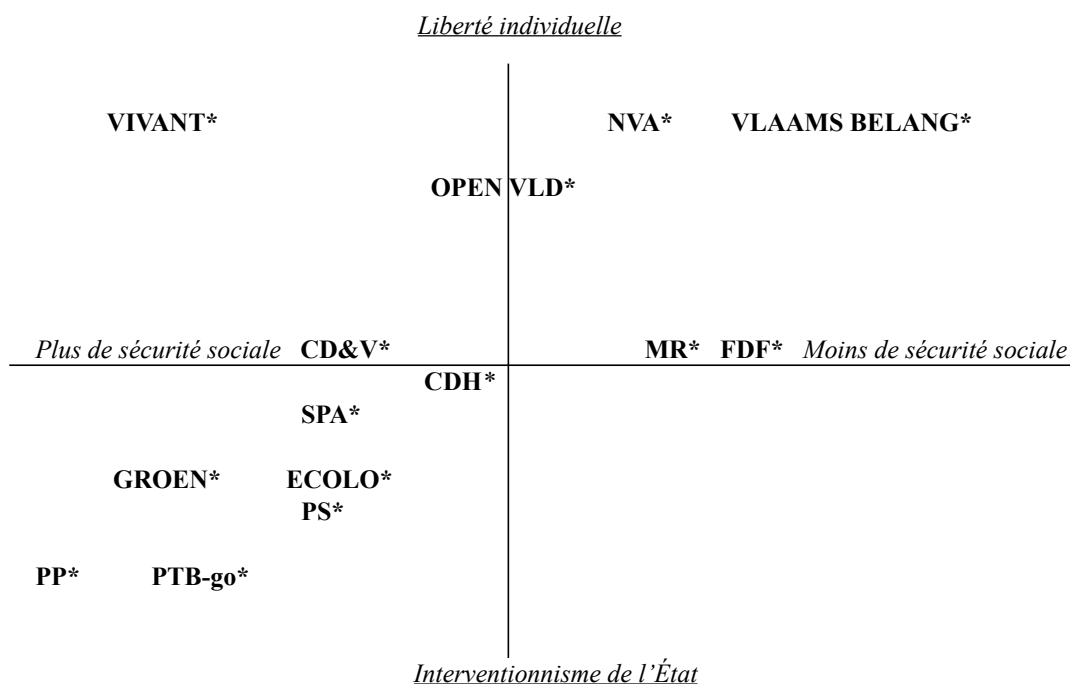 Liberté individuelle
VIVANT* NVA* VLAAMS BELANG*
OPEN VLD*
Plus de sécurité sociale CD&V* MR* FDF* Moins de sécurité sociale
CDH*
SPA*
GROEN* ECOLO*
PS*
PP* PTB-go*
Interventionnisme de l’État